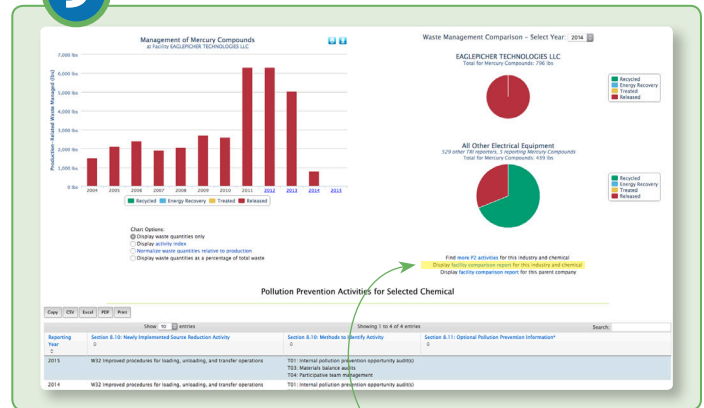 Management of Mercury Compounds
at Facility EAGLEPICHER TECHNOLOGIES LLC
Production-Related Waste Managed (lbs)
7,000 lbs
6,000 lbs
5,000 lbs
4,000 lbs
3,000 lbs
2,000 lbs
1,000 lbs
0 lbs
2004 2005 2006 2007 2008 2009 2010 2011 2012 2013 2014 2015
Recycled Energy Recovery Treated Released
Chart Options:
Display waste quantities only
Display activity index
Normalize waste quantities relative to production
Display waste quantities as a percentage of total waste
Waste Management Comparison - Select Year: 2014
EAGLEPICHER TECHNOLOGIES LLC
Total for Mercury Compounds: 796 lbs
Recycled
Energy Recovery
Treated
Released
All Other Electrical Equipment
529 other TRI reporters, 5 reporting Mercury Compounds
Total for Mercury Compounds: 439 lbs
Recycled
Energy Recovery
Treated
Released
Find more P2 activities for this industry and chemical
Display facility comparison report for this industry and chemical
Display facility comparison report for this parent company
Pollution Prevention Activities for Selected Chemical
Copy CSV Excel PDF Print
Show 10 entries Showing 1 to 4 of 4 entries Search:
Reporting Year
Section 8.10: Newly Implemented Source Reduction Activity
Section 8.10: Methods to Identify Activity
Section 8.11: Optional Pollution Prevention Information*
2015 W32 Improved procedures for loading, unloading, and transfer operations T01: Internal pollution prevention opportunity audit(s)
T03: Materials balance audits
T04: Participative team management
2014 W32 Improved procedures for loading, unloading, and transfer operations T01: Internal pollution prevention opportunity audit(s)